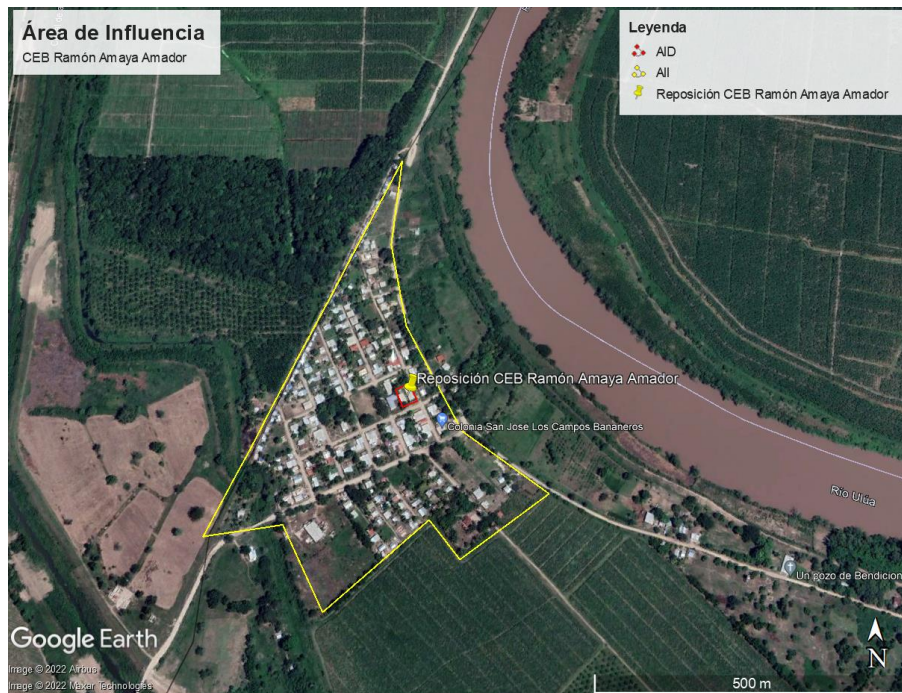 Área de Influencia
CEB Ramón Amaya Amador
Leyenda
AID
AII
Reposición CEB Ramón Amaya Amador
Reposición CEB Ramón Amaya Amador
Colonia San Jose Los Campos Bananeros
Río Ulúa
Un gozo de Bendicion
Google Earth
Image © 2022 Airbus
Image © 2022 Maxar Technologies
N
500 m